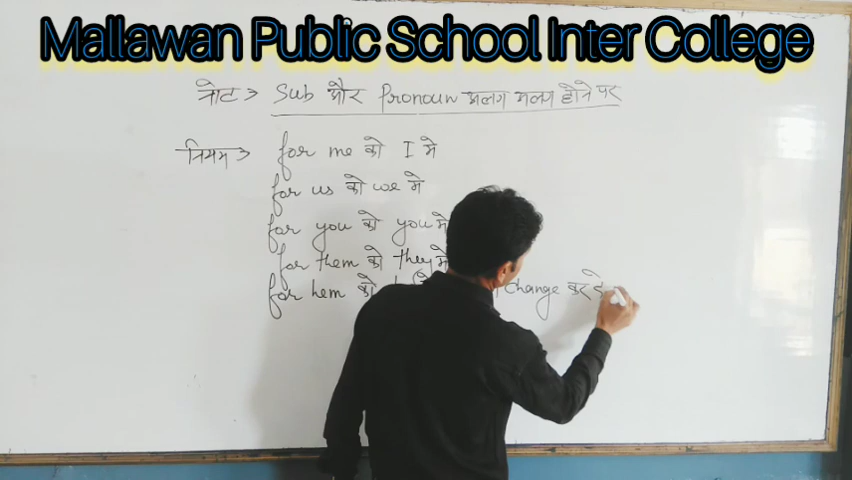 Mallawan Public School Inter College
नोट > Sub और Pronoun अलग अलग होने पर
नियम > for me को I मे
for us को we मे
for you को you मे
for them को they मे
for hem को change कर दे